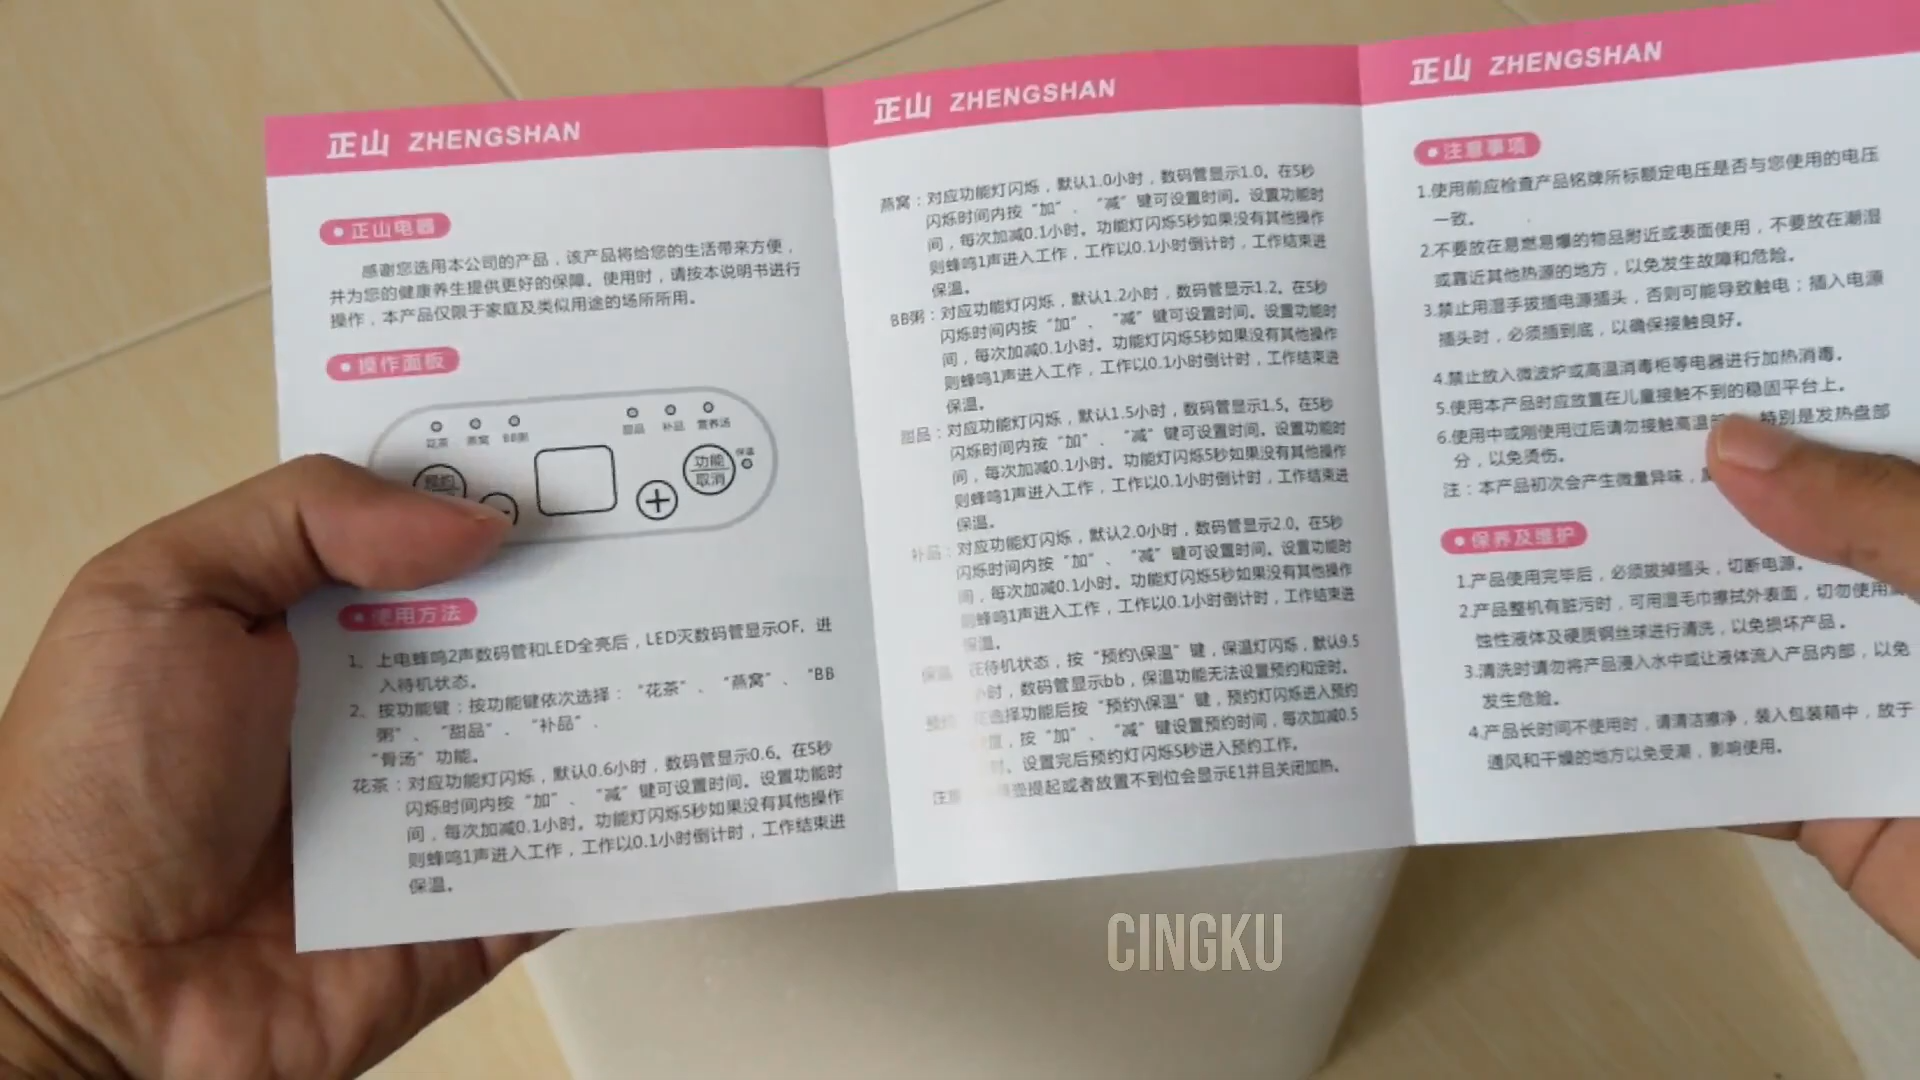 正山 ZHENGSHAN
正山电器
感谢您选用本公司的产品，该产品将给您的生活带来方便，
并为您的健康养生提供更好的保障。使用时，请按本说明书进行
操作，本产品仅限于家庭及类似用途的场所所用。
操作面板
花茶 燕窝 BB粥 甜品 补品 营养汤
预约
功能
取消
保温
使用方法
1、上电蜂鸣2声数码管和LED全亮后，LED灭数码管显示OF，进
入待机状态。
2、按功能键：按功能键依次选择：“花茶”、“燕窝”、“BB
粥”、“甜品”、“补品”、
“骨汤”功能。
花茶：对应功能灯闪烁，默认0.6小时，数码管显示0.6。在5秒
闪烁时间内按“加”、“减”键可设置时间。设置功能时
间，每次加减0.1小时。功能灯闪烁5秒如果没有其他操作
则蜂鸣1声进入工作，工作以0.1小时倒计时，工作结束进
保温。
正山 ZHENGSHAN
燕窝：对应功能灯闪烁，默认1.0小时，数码管显示1.0。在5秒
闪烁时间内按“加”、“减”键可设置时间。设置功能时
间，每次加减0.1小时。功能灯闪烁5秒如果没有其他操作
则蜂鸣1声进入工作，工作以0.1小时倒计时，工作结束进
保温。
BB粥：对应功能灯闪烁，默认1.2小时，数码管显示1.2。在5秒
闪烁时间内按“加”、“减”键可设置时间。设置功能时
间，每次加减0.1小时。功能灯闪烁5秒如果没有其他操作
则蜂鸣1声进入工作，工作以0.1小时倒计时，工作结束进
保温。
甜品：对应功能灯闪烁，默认1.5小时，数码管显示1.5。在5秒
闪烁时间内按“加”、“减”键可设置时间。设置功能时
间，每次加减0.1小时。功能灯闪烁5秒如果没有其他操作
则蜂鸣1声进入工作，工作以0.1小时倒计时，工作结束进
保温。
补品：对应功能灯闪烁，默认2.0小时，数码管显示2.0。在5秒
闪烁时间内按“加”、“减”键可设置时间。设置功能时
间，每次加减0.1小时。功能灯闪烁5秒如果没有其他操作
则蜂鸣1声进入工作，工作以0.1小时倒计时，工作结束进
保温。
保温 在待机状态，按“预约\保温”键，保温灯闪烁，默认9.5
小时，数码管显示bb，保温功能无法设置预约和定时。
预约 选择功能后按“预约\保温”键，预约灯闪烁进入预约
，按“加”、“减”键设置预约时间，每次加减0.5
时。设置完后预约灯闪烁5秒进入预约工作。
注意 提起或者放置不到位会显示E1并且关闭加热。
正山 ZHENGSHAN
注意事项
1.使用前应检查产品铭牌所标额定电压是否与您使用的电压
一致。
2.不要放在易燃易爆的物品附近或表面使用，不要放在潮湿
或靠近其他热源的地方，以免发生故障和危险。
3.禁止用湿手拔插电源插头，否则可能导致触电；插入电源
插头时，必须插到底，以确保接触良好。
4.禁止放入微波炉或高温消毒柜等电器进行加热消毒。
5.使用本产品时应放置在儿童接触不到的稳固平台上。
6.使用中或刚使用过后请勿接触高温 特别是发热盘部
分，以免烫伤。
注：本产品初次会产生微量异味，
保养及维护
1.产品使用完毕后，必须拔掉插头，切断电源。
2.产品整机有脏污时，可用湿毛巾擦拭外表面，切勿使用
蚀性液体及硬质钢丝球进行清洗，以免损坏产品。
3.清洗时请勿将产品浸入水中或让液体流入产品内部，以免
发生危险。
4.产品长时间不使用时，请清洁擦净，装入包装箱中，放于
通风和干燥的地方以免受潮，影响使用。
CINGKU